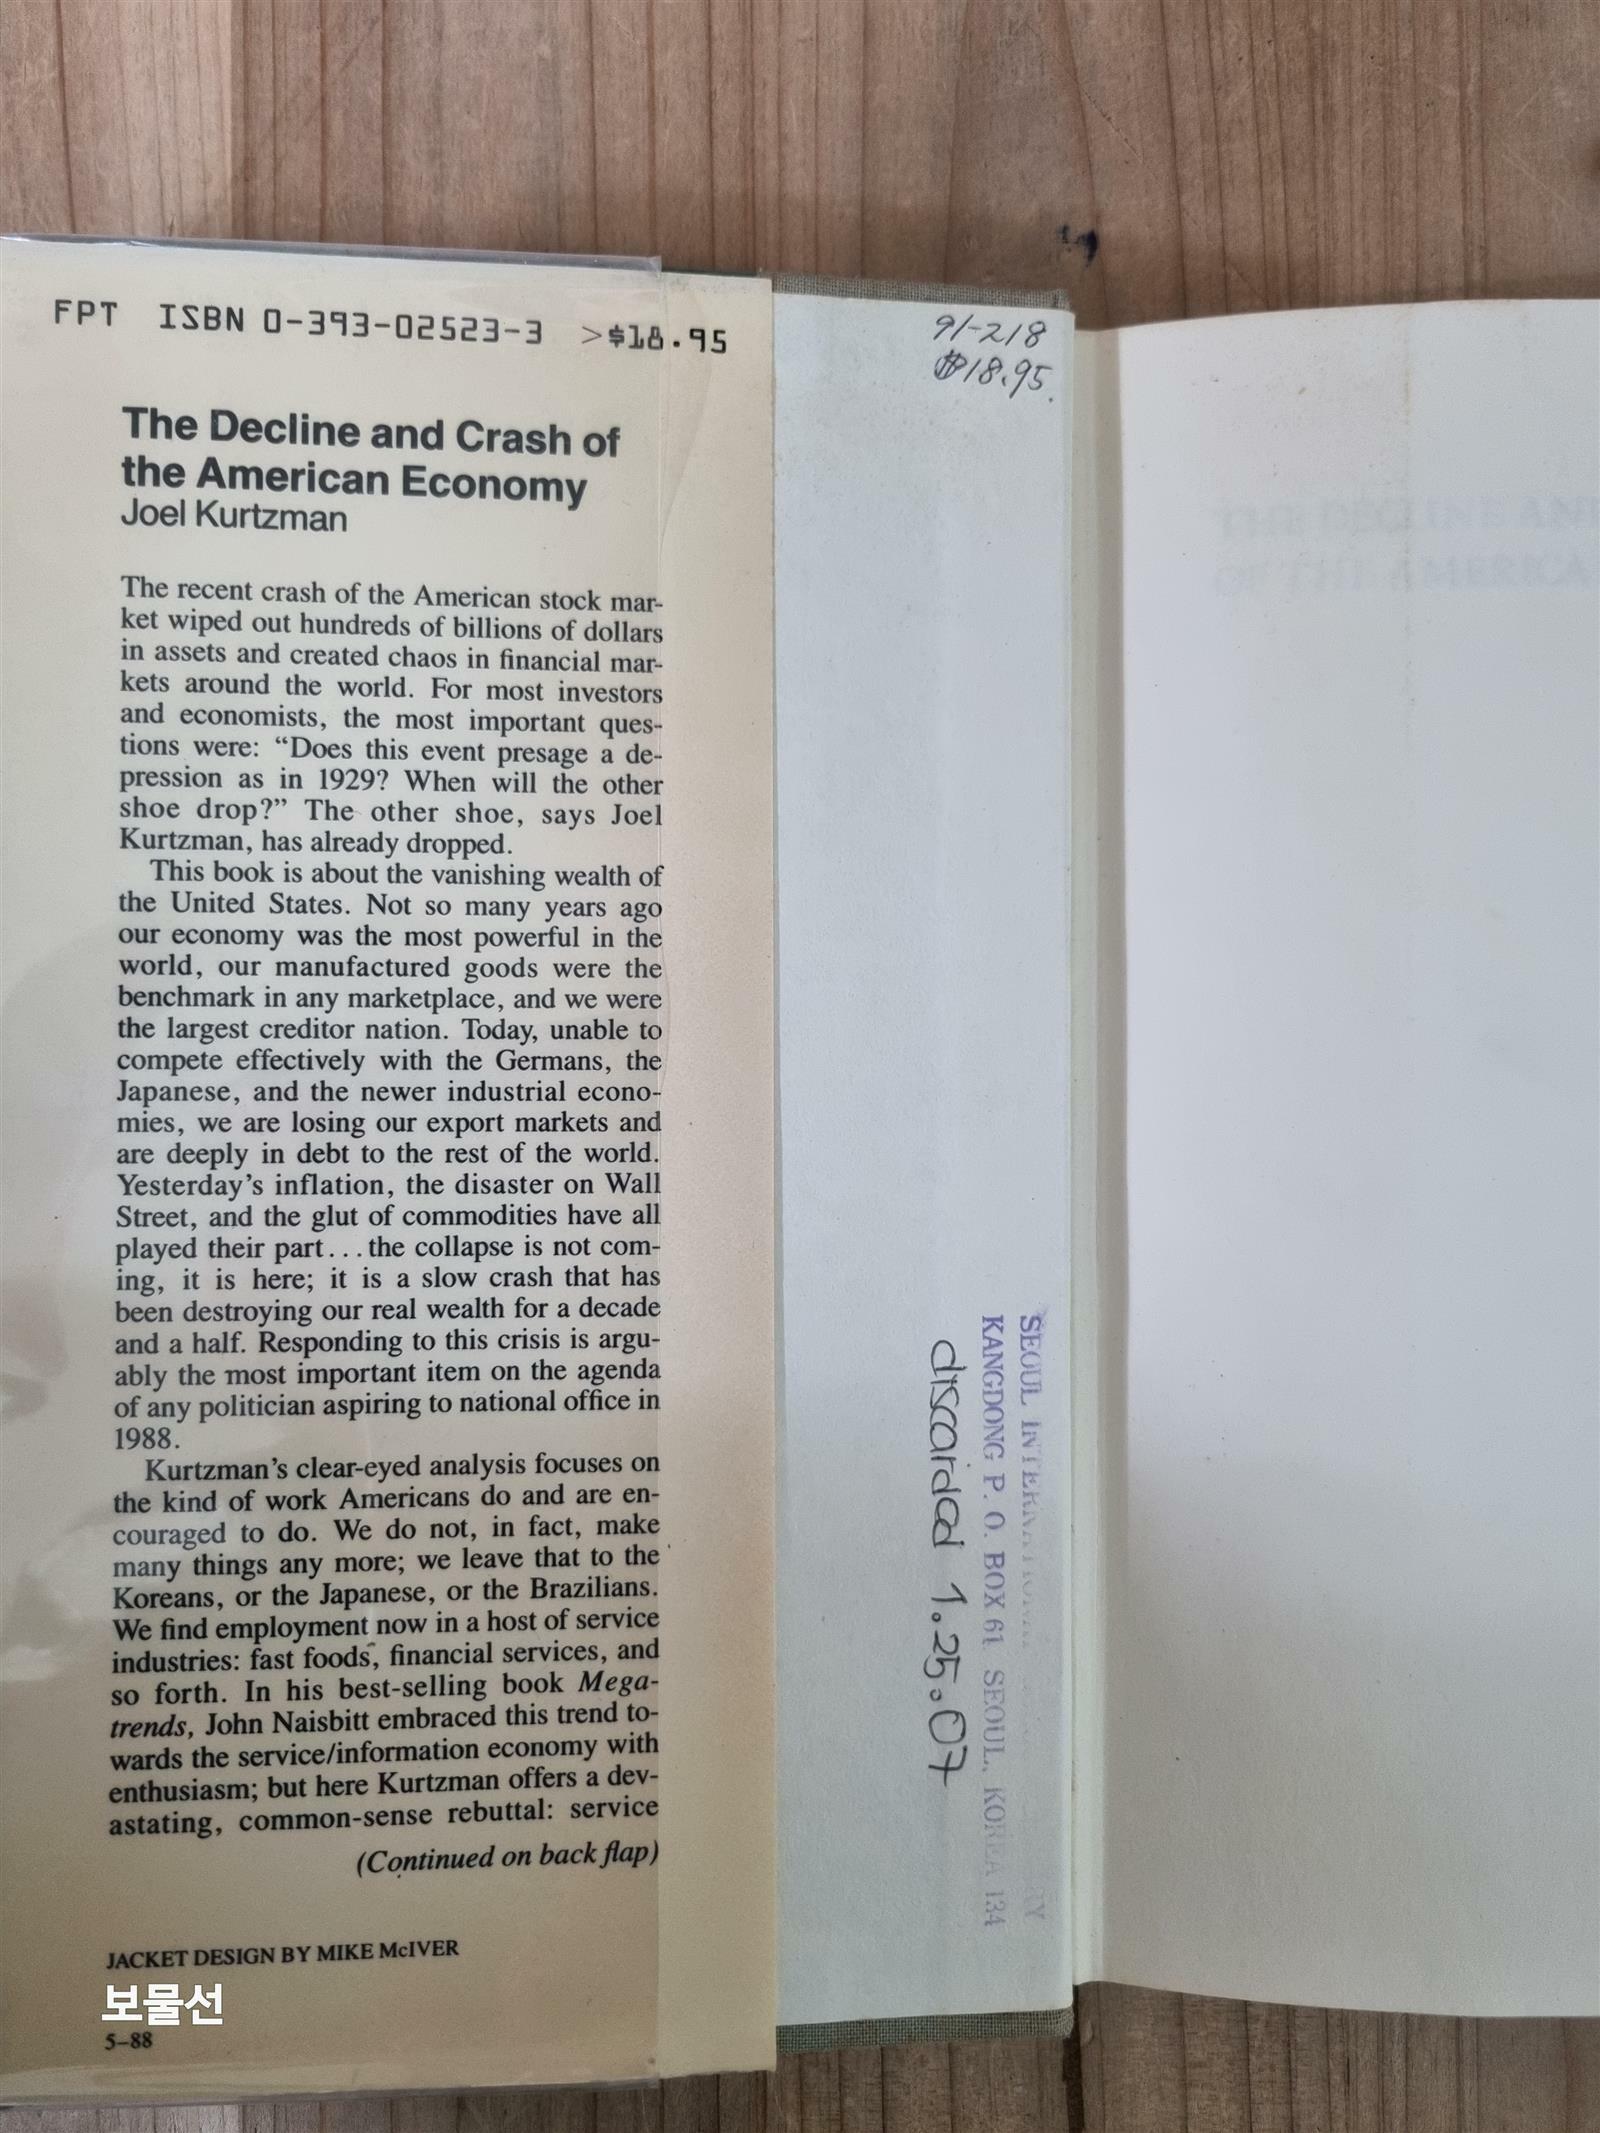 FPT ISBN 0-393-02523-3 >$18.95
The Decline and Crash of
the American Economy
Joel Kurtzman
The recent crash of the American stock mar-
ket wiped out hundreds of billions of dollars
in assets and created chaos in financial mar-
kets around the world. For most investors
and economists, the most important ques-
tions were: “Does this event presage a de-
pression as in 1929? When will the other
shoe drop?” The other shoe, says Joel
Kurtzman, has already dropped.
This book is about the vanishing wealth of
the United States. Not so many years ago
our economy was the most powerful in the
world, our manufactured goods were the
benchmark in any marketplace, and we were
the largest creditor nation. Today, unable to
compete effectively with the Germans, the
Japanese, and the newer industrial econo-
mies, we are losing our export markets and
are deeply in debt to the rest of the world.
Yesterday’s inflation, the disaster on Wall
Street, and the glut of commodities have all
played their part...the collapse is not com-
ing, it is here; it is a slow crash that has
been destroying our real wealth for a decade
and a half. Responding to this crisis is argu-
ably the most important item on the agenda
of any politician aspiring to national office in
1988.
Kurtzman’s clear-eyed analysis focuses on
the kind of work Americans do and are en-
couraged to do. We do not, in fact, make
many things any more; we leave that to the
Koreans, or the Japanese, or the Brazilians.
We find employment now in a host of service
industries: fast foods, financial services, and
so forth. In his best-selling book Mega-
trends, John Naisbitt embraced this trend to-
wards the service/information economy with
enthusiasm; but here Kurtzman offers a dev-
astating, common-sense rebuttal: service
(Continued on back flap)
JACKET DESIGN BY MIKE McIVER
보물선
5–88
91-218
$18.95.
SEOUL INTERNATIONAL
KANGDONG P. O. BOX 61 SEOUL, KOREA 134
discarded 1.25.07
THE DECLINE AND
OF THE AMERICA